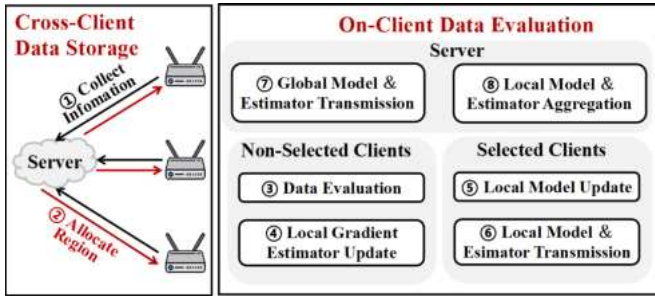 Cross-Client
Data Storage
① Collect
Infomation
Server
② Allocate
Region
On-Client Data Evaluation
Server
⑦ Global Model &
Estimator Transmission
⑧ Local Model &
Estimator Aggregation
Non-Selected Clients
③ Data Evaluation
④ Local Gradient
Estimator Update
Selected Clients
⑤ Local Model Update
⑥ Local Model &
Esimator Transmission